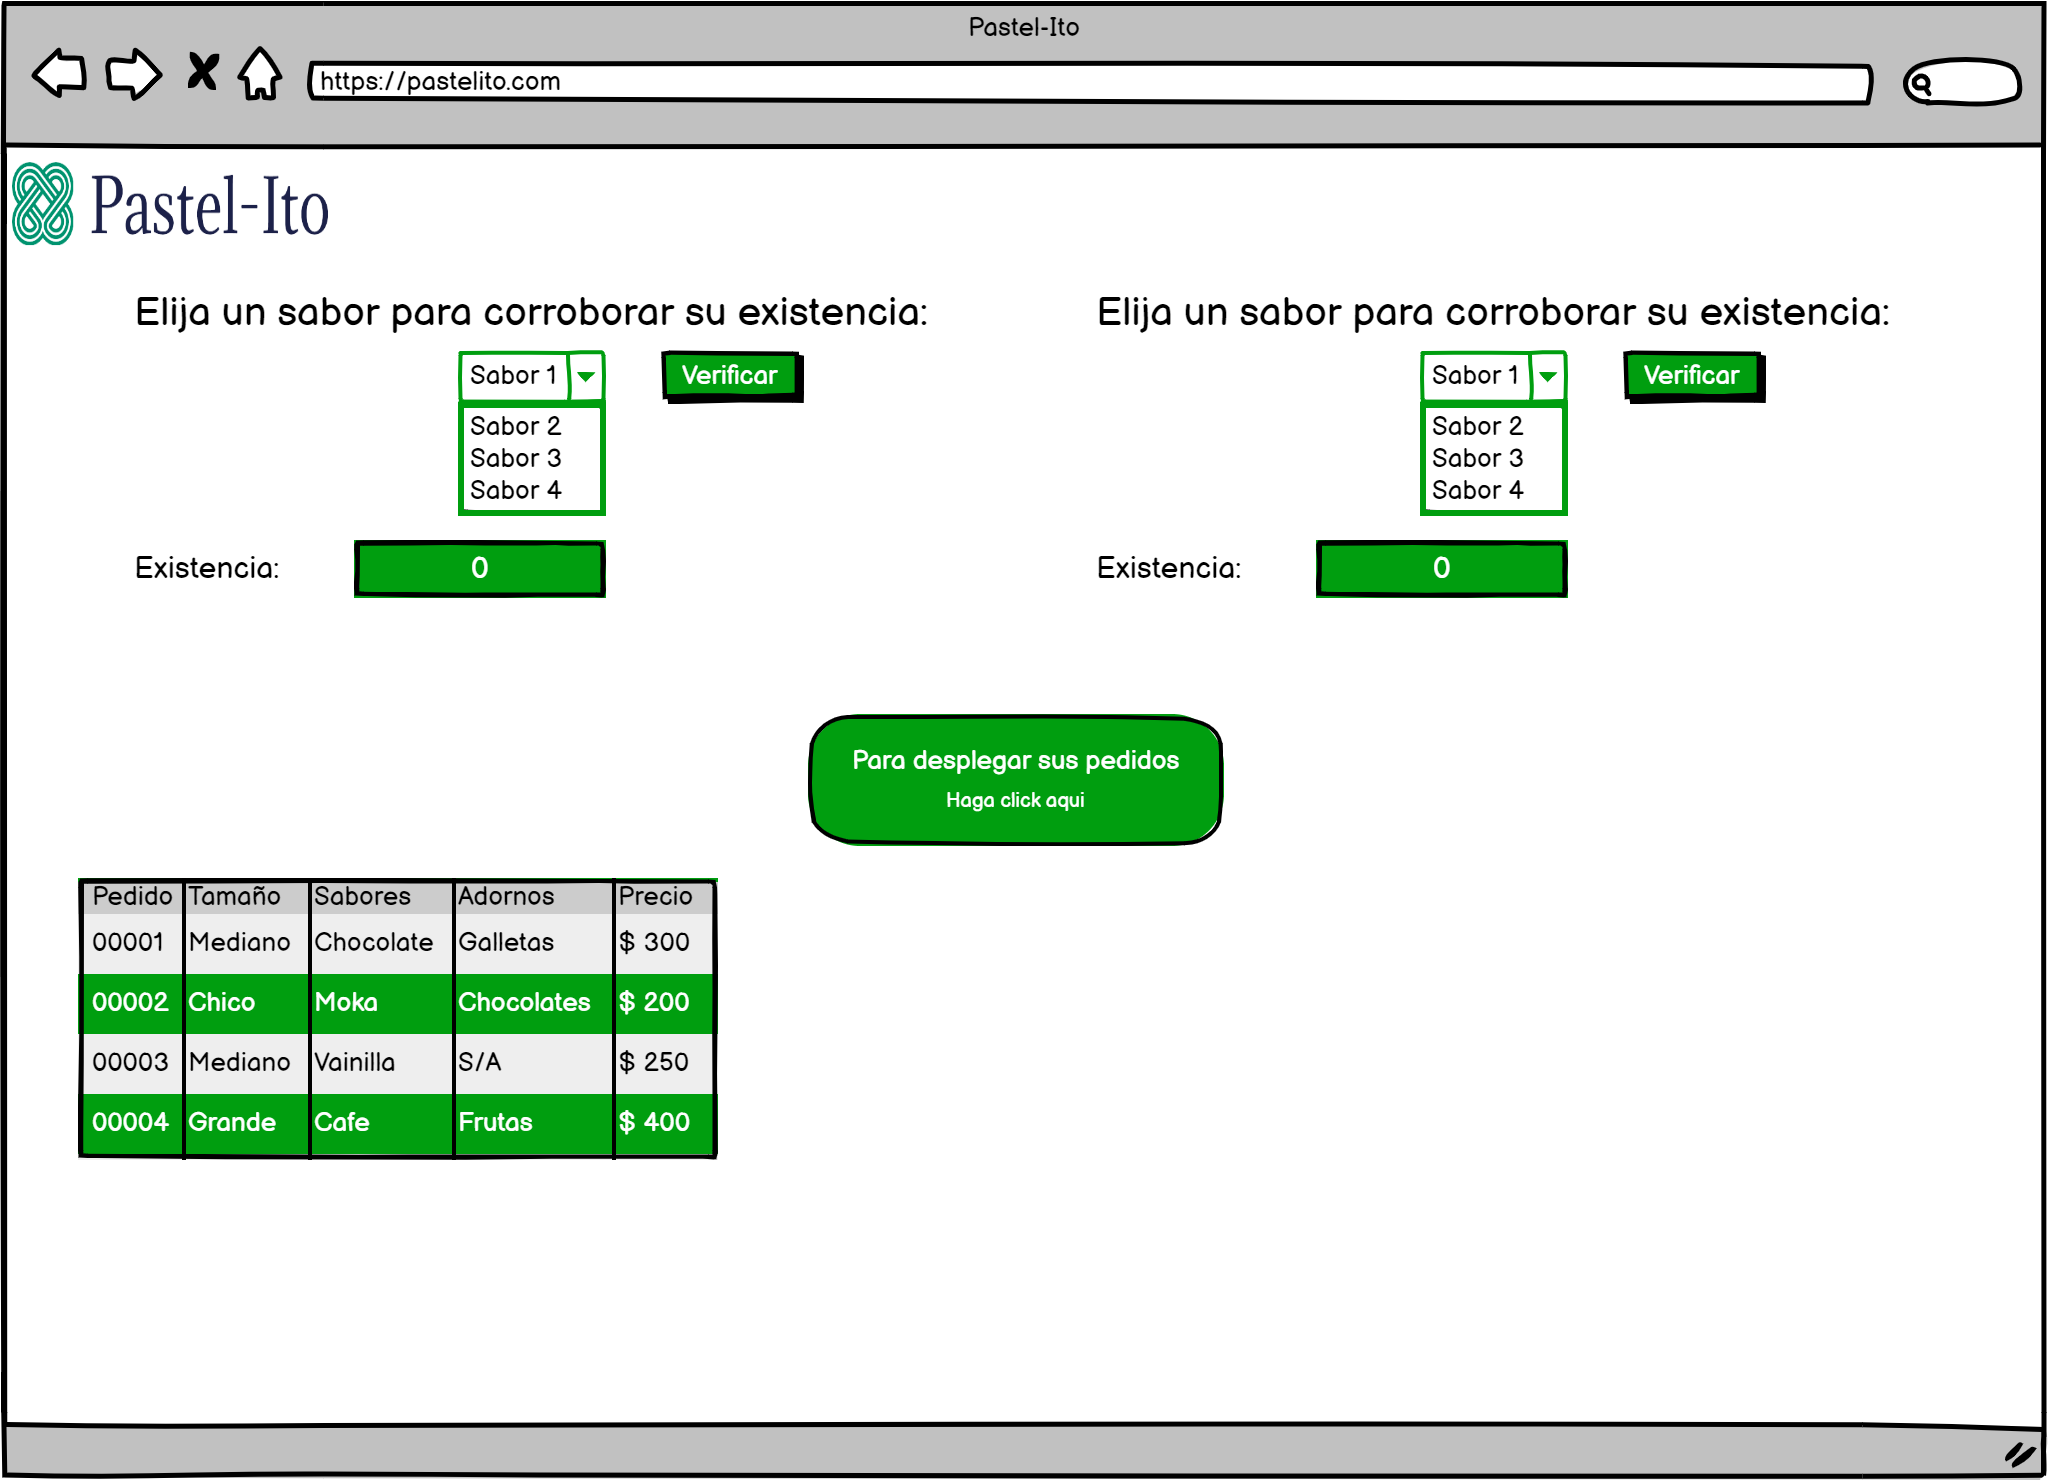 Pastel-Ito
https://pastelito.com
Pastel-Ito
Elija un sabor para corroborar su existencia:
Sabor 1
Verificar
Sabor 2
Sabor 3
Sabor 4
Existencia:
0
Elija un sabor para corroborar su existencia:
Sabor 1
Verificar
Sabor 2
Sabor 3
Sabor 4
Existencia:
0
Para desplegar sus pedidos
Haga click aqui
Pedido Tamaño Sabores Adornos Precio
00001 Mediano Chocolate Galletas $ 300
00002 Chico Moka Chocolates $ 200
00003 Mediano Vainilla S/A $ 250
00004 Grande Cafe Frutas $ 400